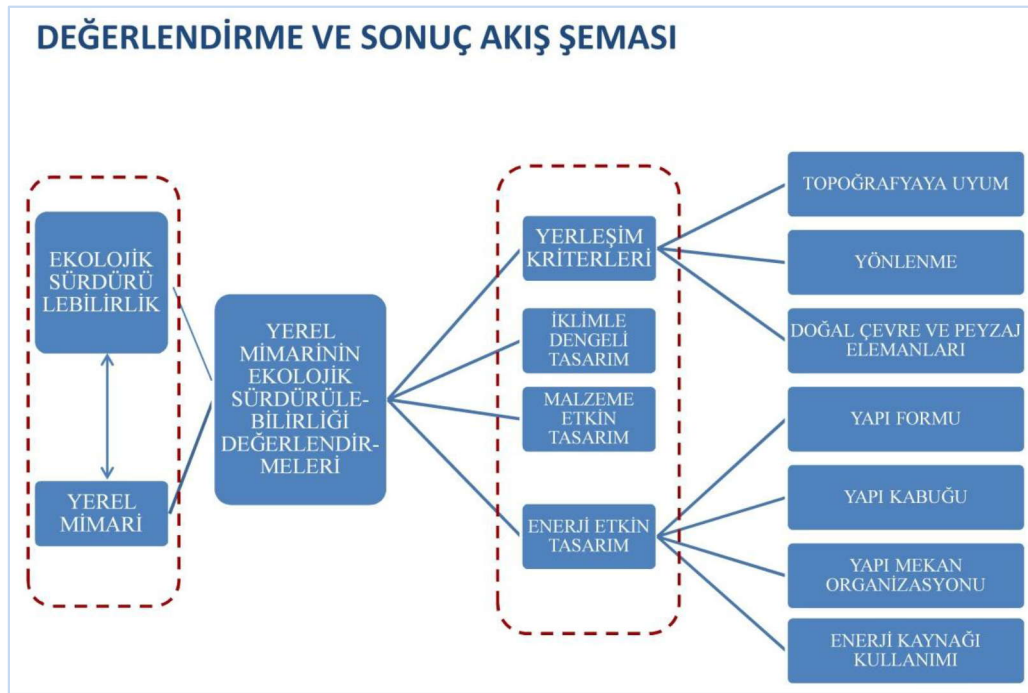 DEĞERLENDİRME VE SONUÇ AKIŞ ŞEMASI
EKOLOJİK
SÜRDÜRÜ
LEBİLİRLİK
YEREL
MİMARİ
YEREL
MİMARİNİN
EKOLOJİK
SÜRDÜRÜLE-
BİLİRLİĞİ
DEĞERLENDİR-
MELERİ
YERLEŞİM
KRİTERLERİ
İKLİMLE
DENGELİ
TASARIM
MALZEME
ETKİN
TASARIM
ENERJİ ETKİN
TASARIM
TOPOĞRAFYAYA UYUM
YÖNLENME
DOĞAL ÇEVRE VE PEYZAJ
ELEMANLARI
YAPI FORMU
YAPI KABUĞU
YAPI MEKAN
ORGANİZASYONU
ENERJİ KAYNAĞI
KULLANIMI